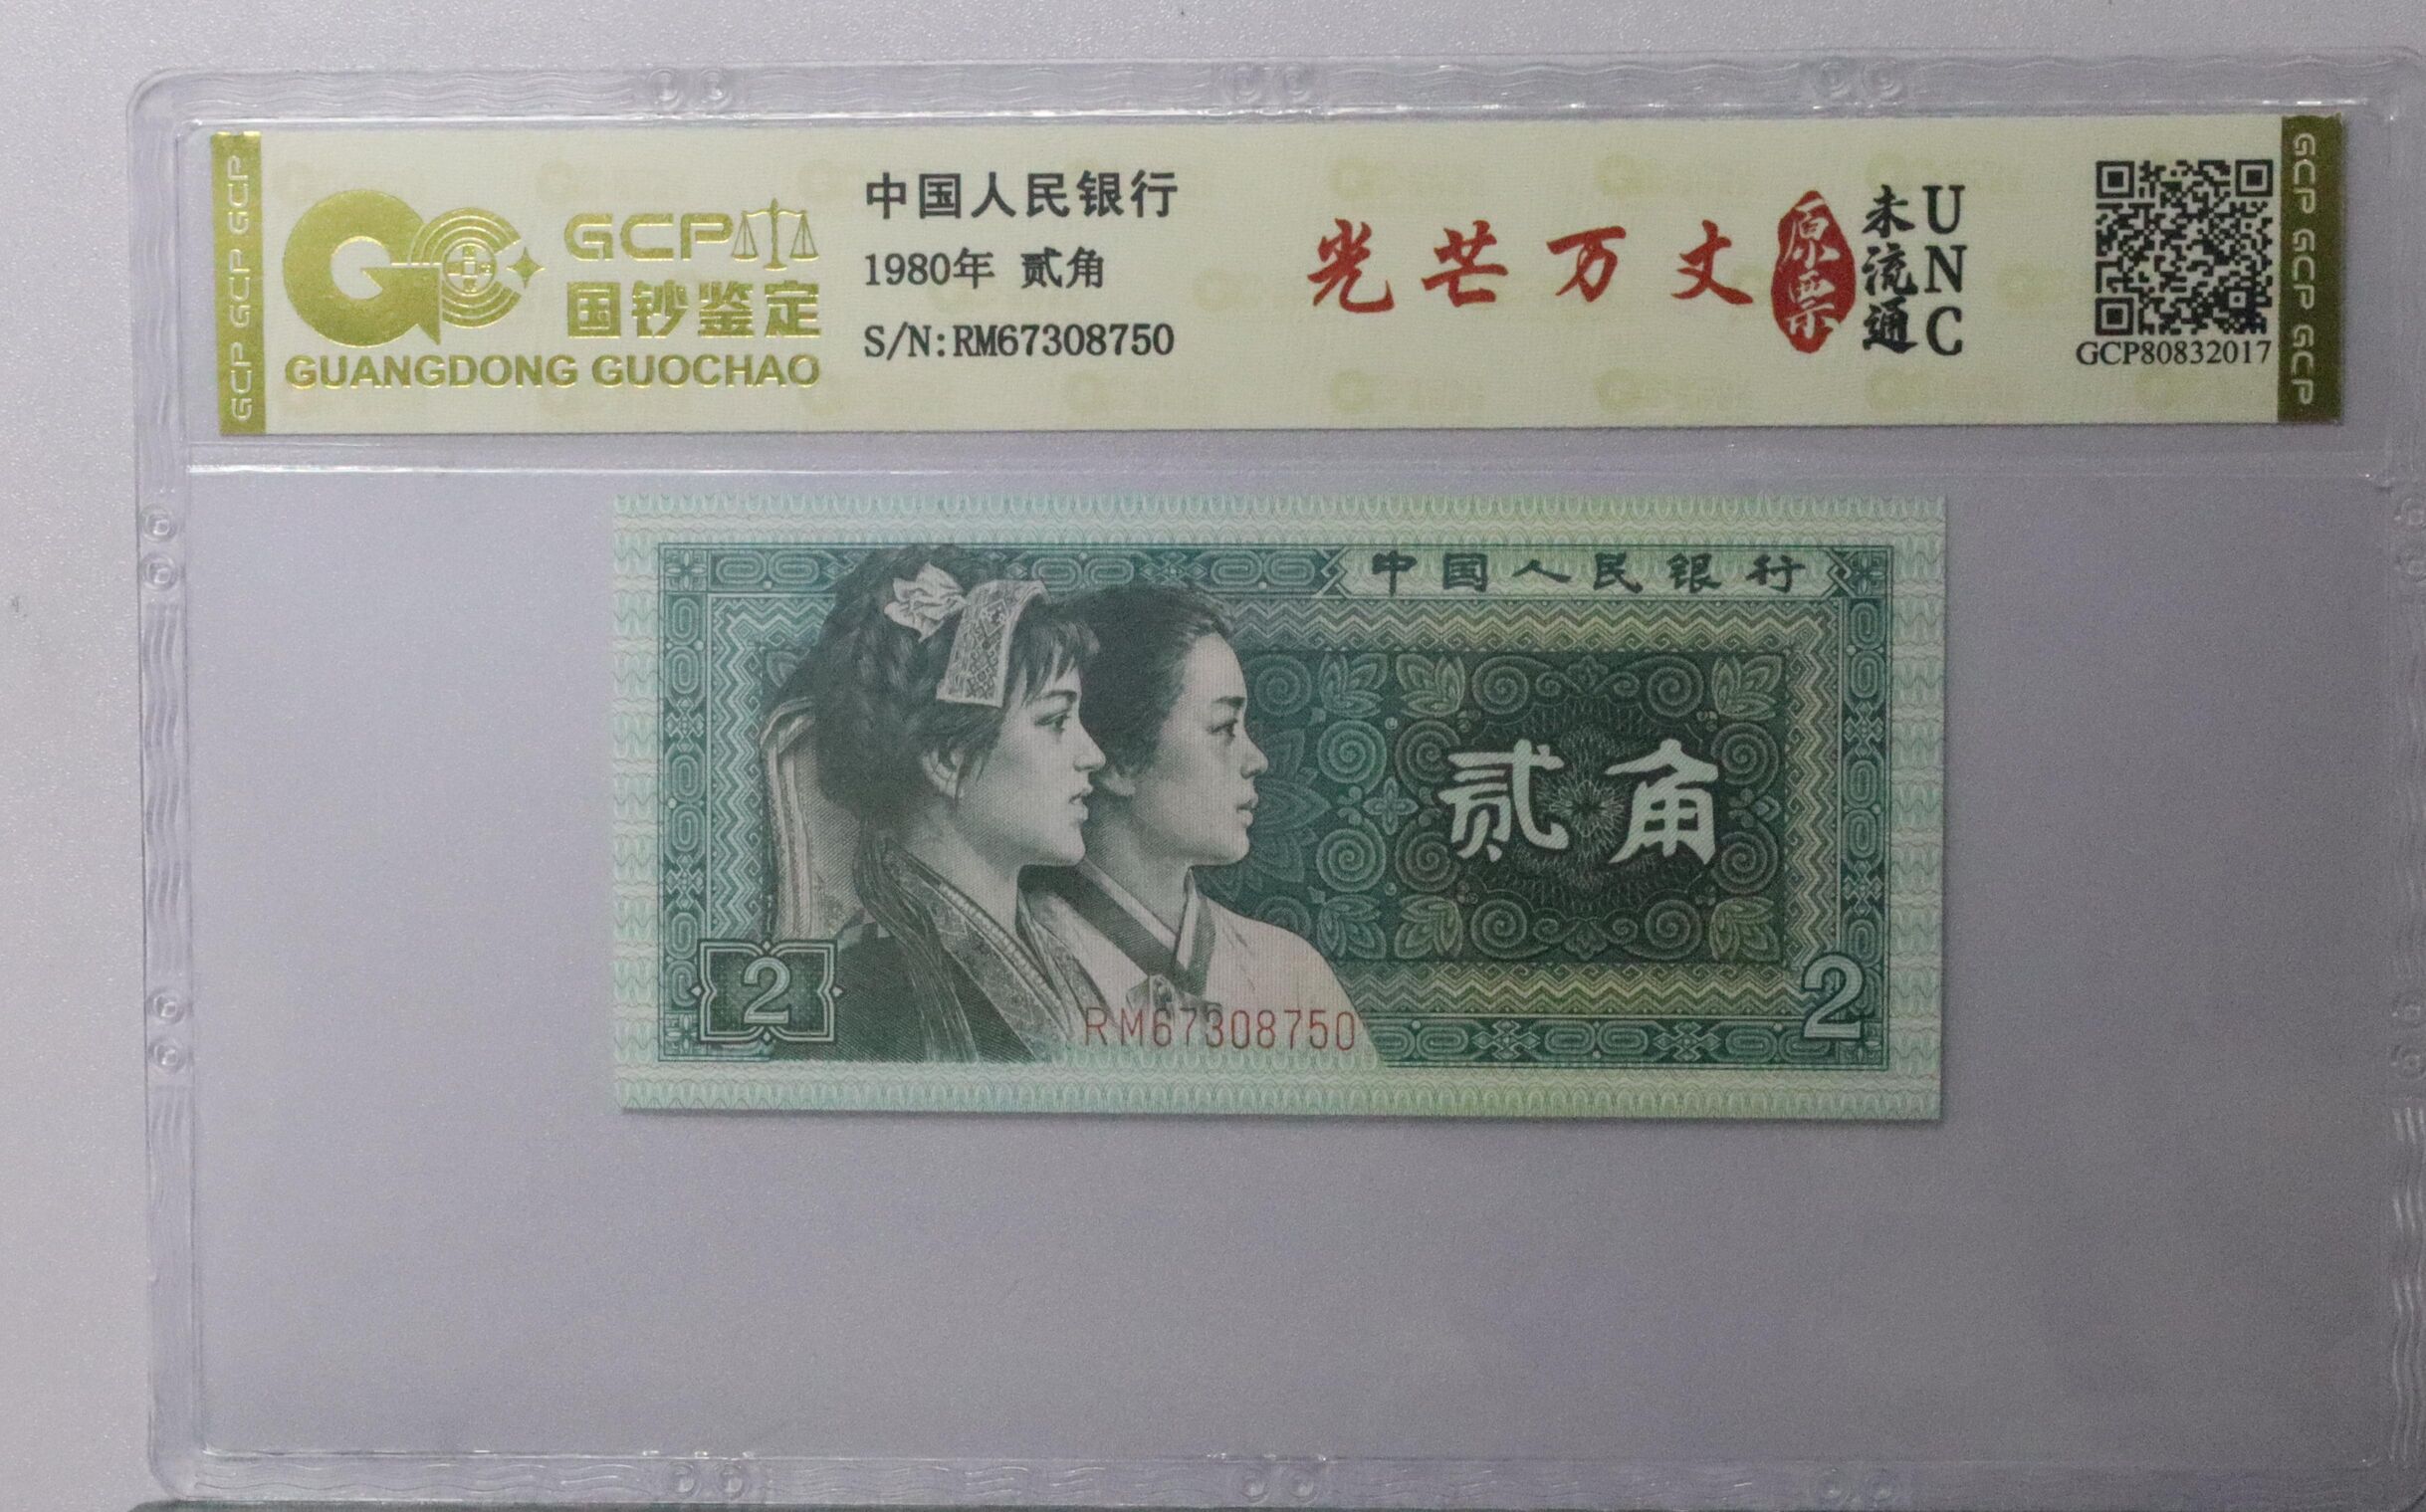 GCP GCP GCP
GCP
国钞鉴定
GUANGDONG GUOCHAO
中国人民银行
1980年 贰角
S/N:RM67308750
光芒万丈
原票
未流通
UNC
GCP80832017
GCP GCP GCP
中国人民银行
贰角
2
RM67308750
2